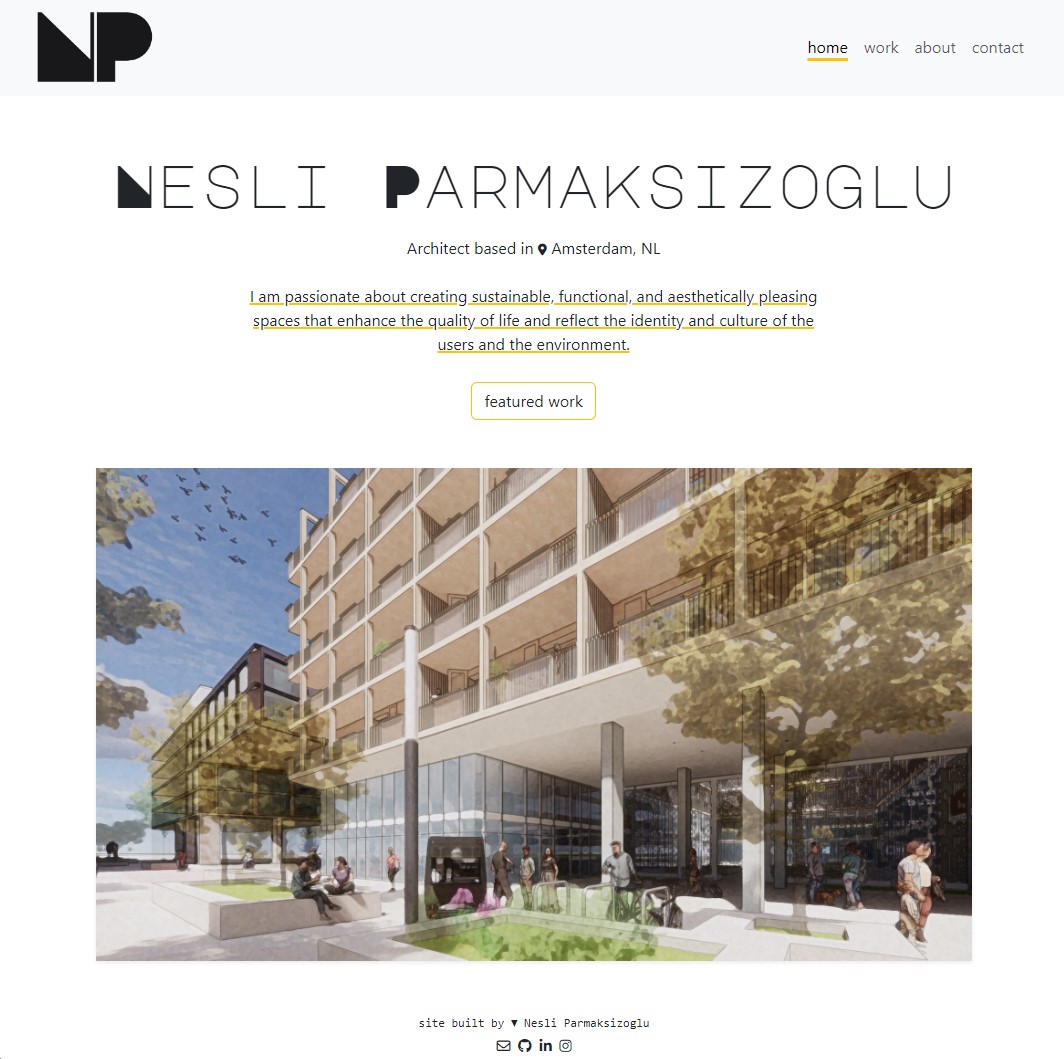 NP
home work about contact
NESLI PARMAKSIZOGLU
Architect based in Amsterdam, NL
I am passionate about creating sustainable, functional, and aesthetically pleasing
spaces that enhance the quality of life and reflect the identity and culture of the
users and the environment.
featured work
site built by ▼ Nesli Parmaksizoglu
in